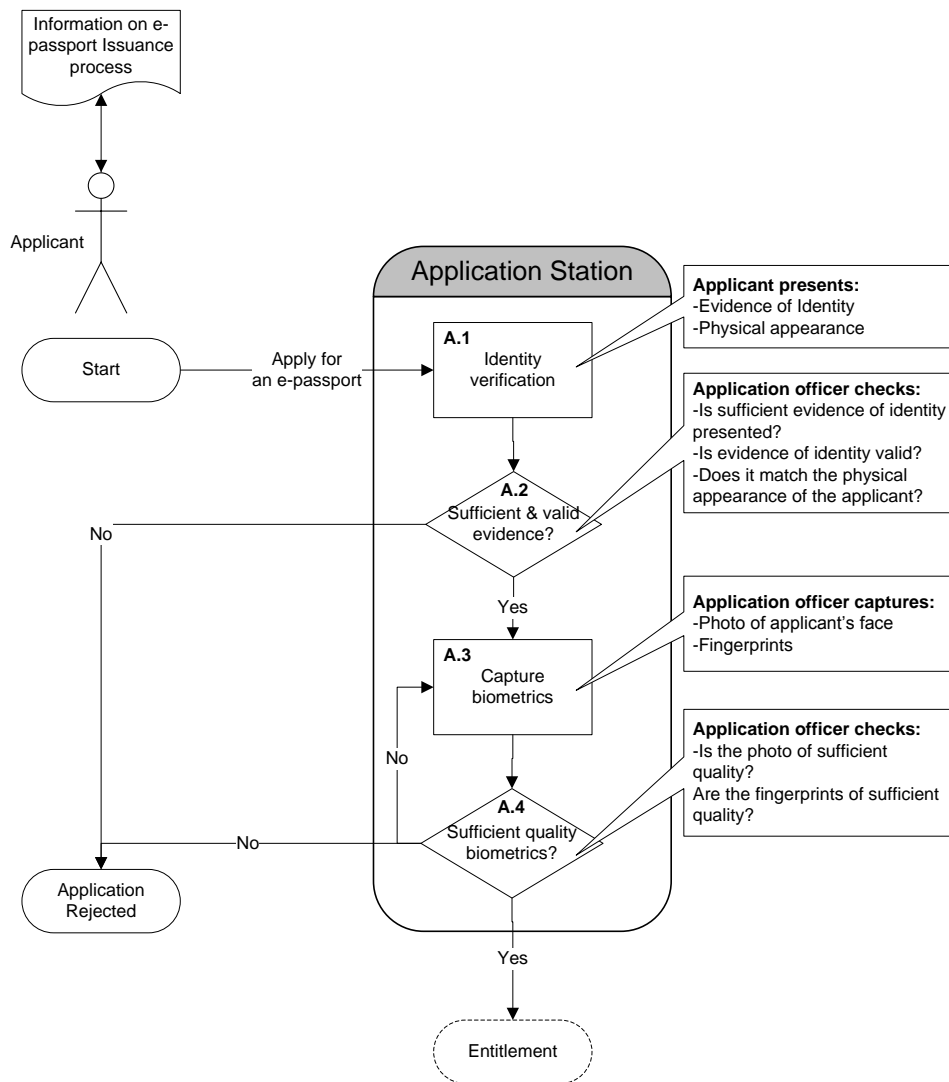 Information on e-
passport Issuance
process
Applicant
Application Station
Applicant presents:
-Evidence of Identity
-Physical appearance
A.1
Identity
verification
Start
Apply for
an e-passport
Application officer checks:
-Is sufficient evidence of identity
presented?
-Is evidence of identity valid?
-Does it match the physical
appearance of the applicant?
A.2
Sufficient & valid
evidence?
No
Yes
Application officer captures:
-Photo of applicant's face
-Fingerprints
A.3
Capture
biometrics
No
Application officer checks:
-Is the photo of sufficient
quality?
Are the fingerprints of sufficient
quality?
A.4
Sufficient quality
biometrics?
No
Application
Rejected
Yes
Entitlement